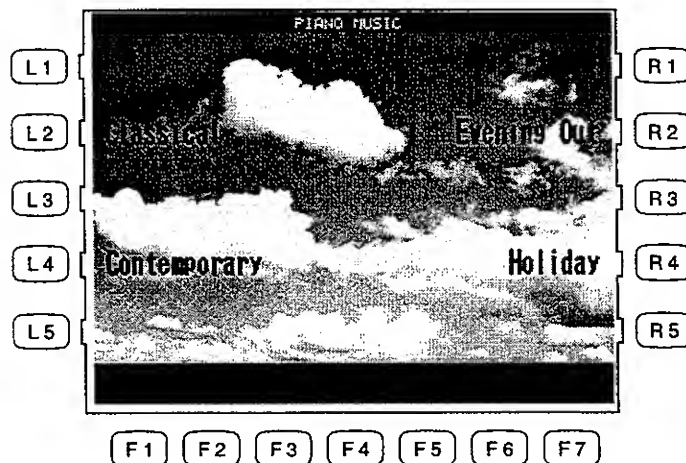 PIANO MUSIC
L1 R1
L2 Classical Evening Out R2
L3 R3
L4 Contemporary Holiday R4
L5 R5
F1 F2 F3 F4 F5 F6 F7